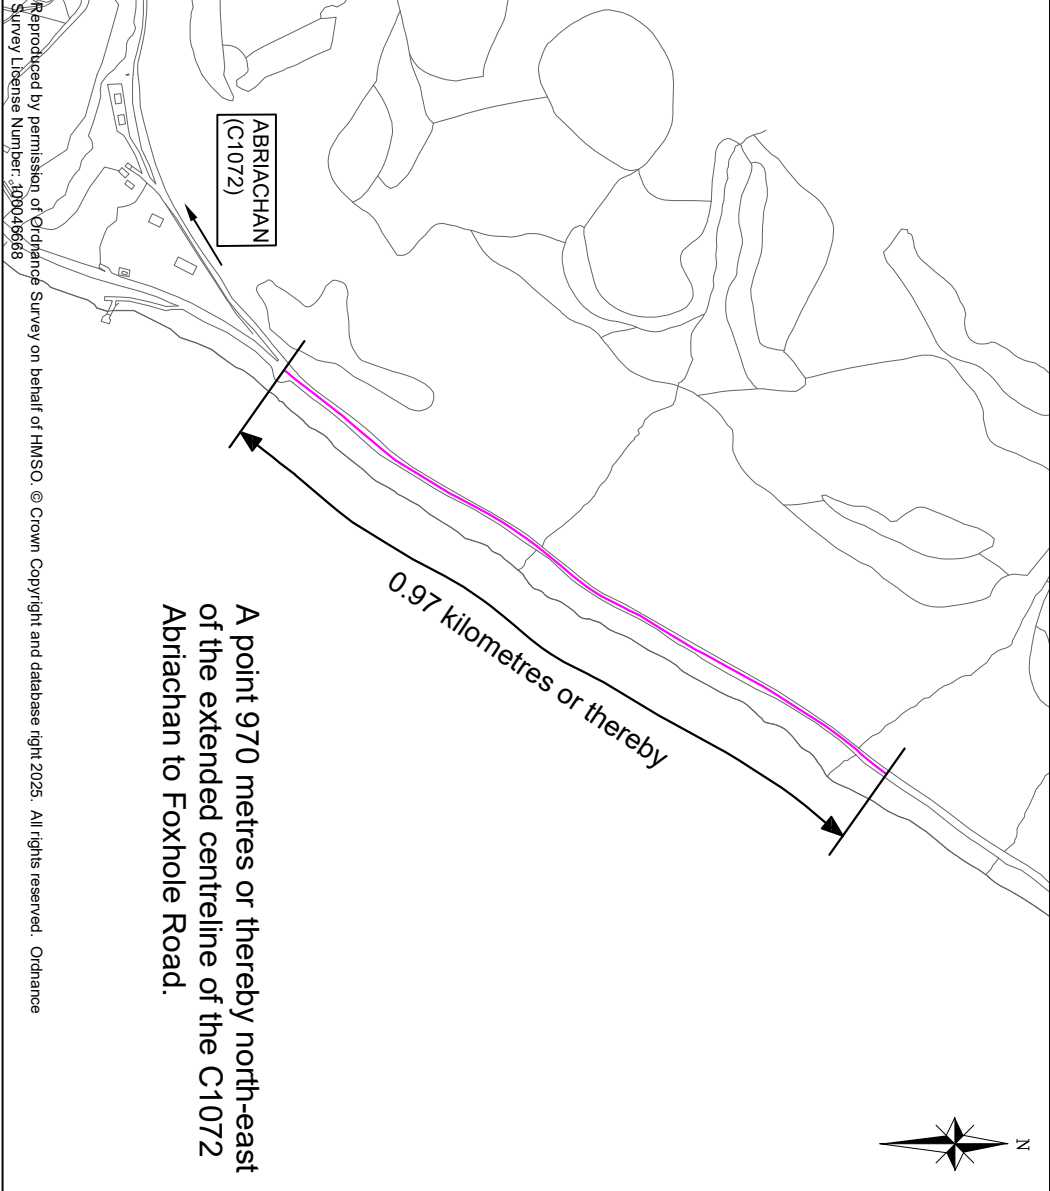 N
ABRIACHAN
(C1072)
0.97 kilometres or thereby
A point 970 metres or thereby north-east
of the extended centreline of the C1072
Abriachan to Foxhole Road.
Reproduced by permission of Ordnance Survey on behalf of HMSO. © Crown Copyright and database right 2025. All rights reserved. Ordnance
Survey License Number: 100046668